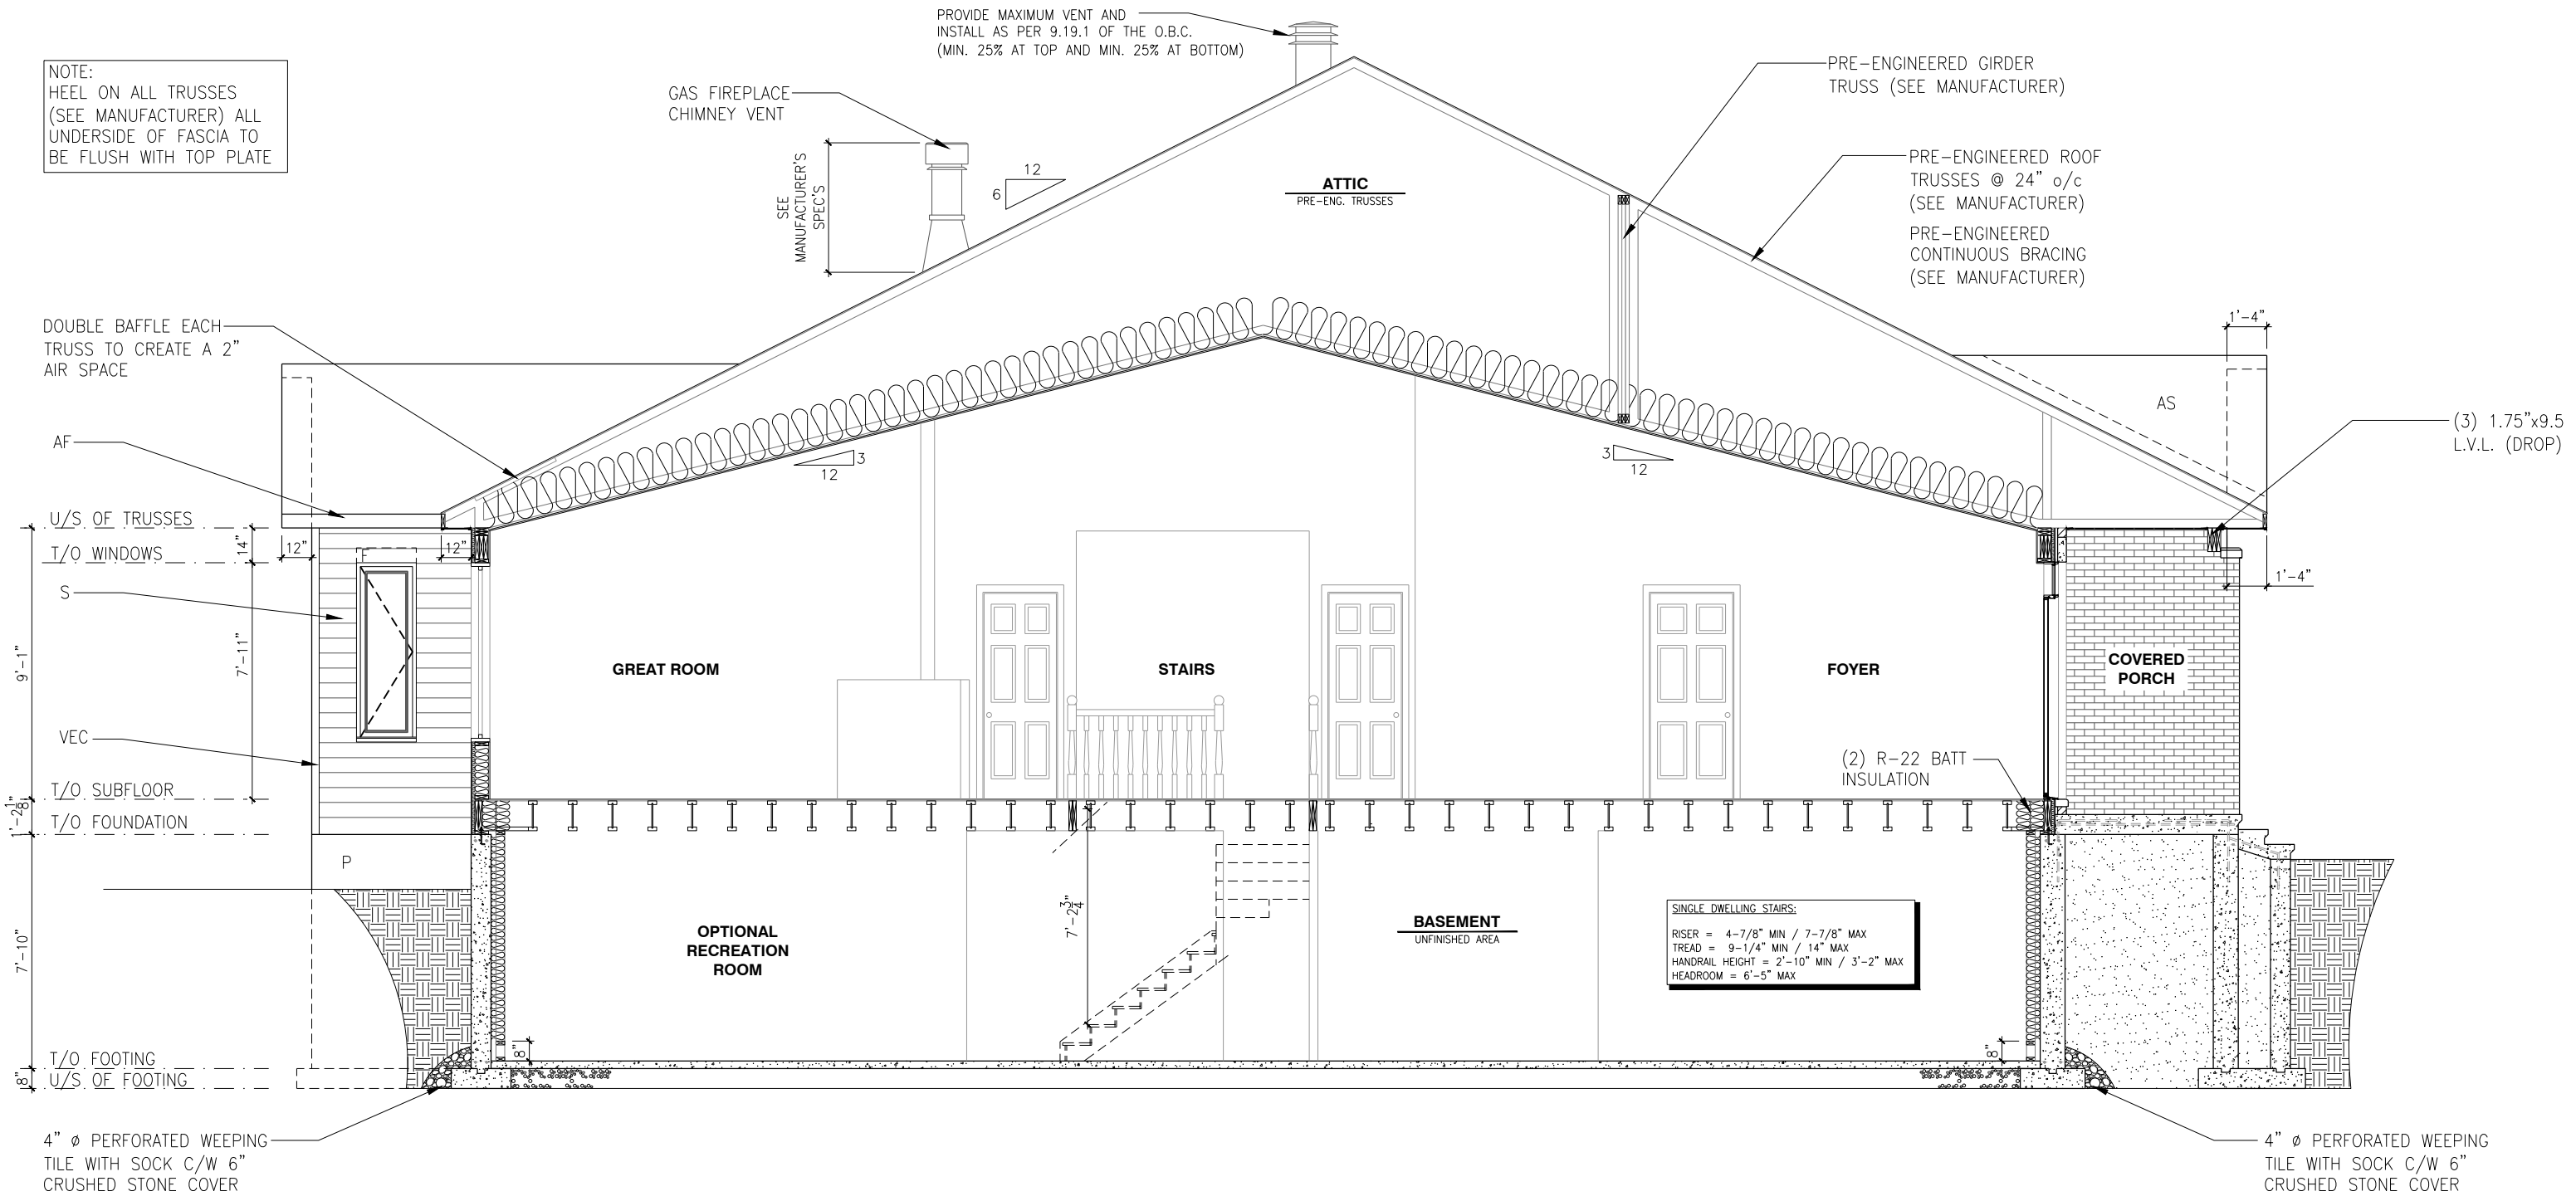 PROVIDE MAXIMUM VENT AND
INSTALL AS PER 9.19.1 OF THE O.B.C.
(MIN. 25% AT TOP AND MIN. 25% AT BOTTOM)
NOTE:
HEEL ON ALL TRUSSES
(SEE MANUFACTURER) ALL
UNDERSIDE OF FASCIA TO
BE FLUSH WITH TOP PLATE
GAS FIREPLACE
CHIMNEY VENT
PRE-ENGINEERED GIRDER
TRUSS (SEE MANUFACTURER)
SEE
MANUFACTURER'S
SPEC'S
12
6
ATTIC
PRE-ENG. TRUSSES
PRE-ENGINEERED ROOF
TRUSSES @ 24" o/c
(SEE MANUFACTURER)
PRE-ENGINEERED
CONTINUOUS BRACING
(SEE MANUFACTURER)
DOUBLE BAFFLE EACH
TRUSS TO CREATE A 2"
AIR SPACE
1'-4"
AS
(3) 1.75"x9.5
L.V.L. (DROP)
AF
3
12
3
12
U/S OF TRUSSES
T/O WINDOWS
12"
14"
12"
F
1'-4"
S
7'-11"
9'-1"
GREAT ROOM
STAIRS
FOYER
COVERED
PORCH
VEC
(2) R-22 BATT
INSULATION
T/O SUBFLOOR
1'-2 1/8"
T/O FOUNDATION
P
7'-10"
7'-2 3/4"
OPTIONAL
RECREATION
ROOM
BASEMENT
UNFINISHED AREA
SINGLE DWELLING STAIRS:
RISER = 4-7/8" MIN / 7-7/8" MAX
TREAD = 9-1/4" MIN / 14" MAX
HANDRAIL HEIGHT = 2'-10" MIN / 3'-2" MAX
HEADROOM = 6'-5" MAX
8"
8"
T/O FOOTING
8"
U/S OF FOOTING
4" ø PERFORATED WEEPING
TILE WITH SOCK C/W 6"
CRUSHED STONE COVER
4" ø PERFORATED WEEPING
TILE WITH SOCK C/W 6"
CRUSHED STONE COVER